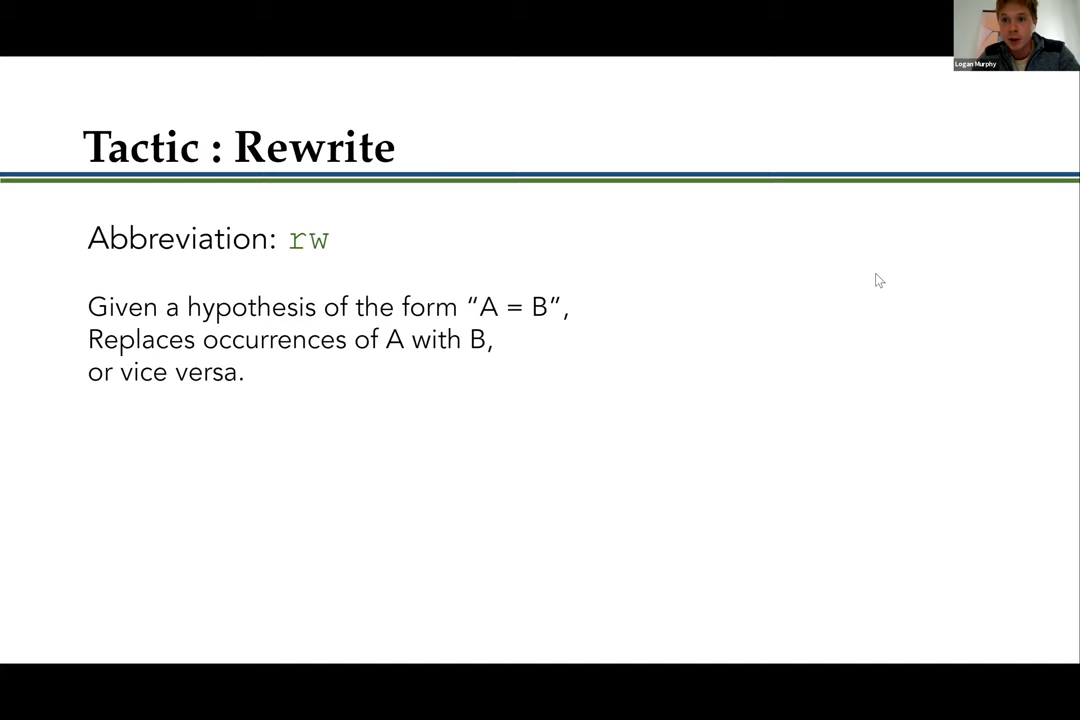 Logan Murphy
Tactic : Rewrite
Abbreviation: rw
Given a hypothesis of the form “A = B”,
Replaces occurrences of A with B,
or vice versa.